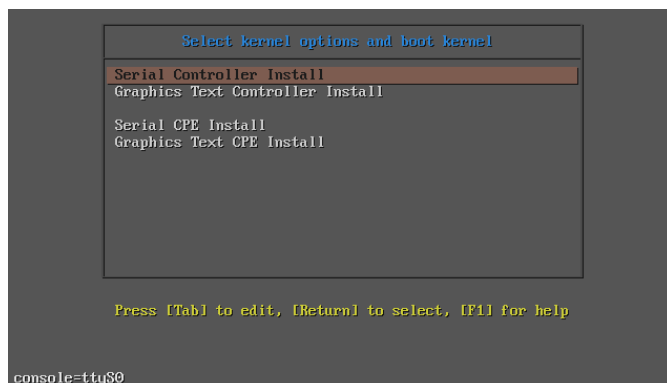 Select kernel options and boot kernel
Serial Controller Install
Graphics Text Controller Install
Serial CPE Install
Graphics Text CPE Install
Press [Tab] to edit, [Return] to select, [F1] for help
console=ttyS0